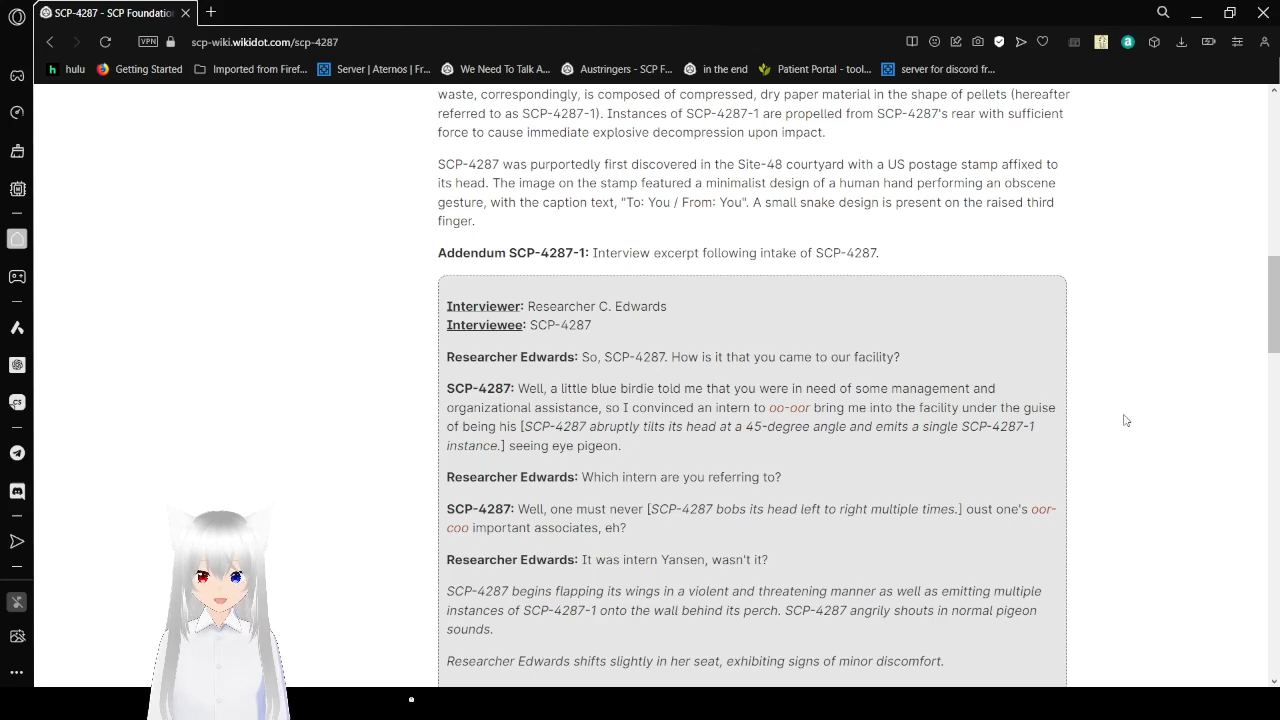 SCP-4287 - SCP Foundatio
scp-wiki.wikidot.com/scp-4287
VPN
hulu
Getting Started
Imported from Firef...
Server | Aternos | Fr...
We Need To Talk A...
Austringers - SCP F...
in the end
Patient Portal - tool...
server for discord fr...
waste, correspondingly, is composed of compressed, dry paper material in the shape of pellets (hereafter
referred to as SCP-4287-1). Instances of SCP-4287-1 are propelled from SCP-4287's rear with sufficient
force to cause immediate explosive decompression upon impact.
SCP-4287 was purportedly first discovered in the Site-48 courtyard with a US postage stamp affixed to
its head. The image on the stamp featured a minimalist design of a human hand performing an obscene
gesture, with the caption text, "To: You / From: You". A small snake design is present on the raised third
finger.
Addendum SCP-4287-1: Interview excerpt following intake of SCP-4287.
Interviewer: Researcher C. Edwards
Interviewee: SCP-4287
Researcher Edwards: So, SCP-4287. How is it that you came to our facility?
SCP-4287: Well, a little blue birdie told me that you were in need of some management and
organizational assistance, so I convinced an intern to oo-oor bring me into the facility under the guise
of being his [SCP-4287 abruptly tilts its head at a 45-degree angle and emits a single SCP-4287-1
instance.] seeing eye pigeon.
Researcher Edwards: Which intern are you referring to?
SCP-4287: Well, one must never [SCP-4287 bobs its head left to right multiple times.] oust one's oor-
coo important associates, eh?
Researcher Edwards: It was intern Yansen, wasn't it?
SCP-4287 begins flapping its wings in a violent and threatening manner as well as emitting multiple
instances of SCP-4287-1 onto the wall behind its perch. SCP-4287 angrily shouts in normal pigeon
sounds.
Researcher Edwards shifts slightly in her seat, exhibiting signs of minor discomfort.